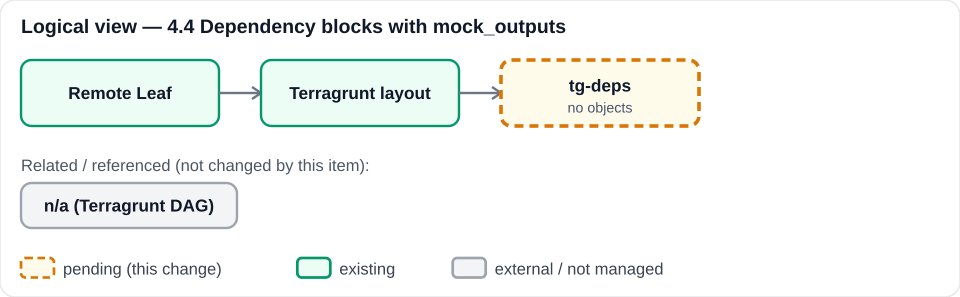 Logical view — 4.4 Dependency blocks with mock_outputs
Remote Leaf
Terragrunt layout
tg-deps
no objects
Related / referenced (not changed by this item):
n/a (Terragrunt DAG)
pending (this change)
existing
external / not managed